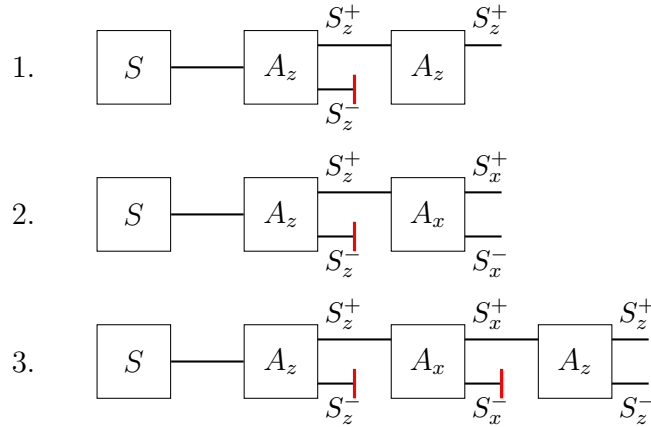 S_z^+ S_z^+
1. S A_z A_z
S_z^-
S_z^+ S_x^+
2. S A_z A_x
S_z^- S_x^-
S_z^+ S_x^+ S_z^+
3. S A_z A_x A_z
S_z^- S_x^- S_z^-